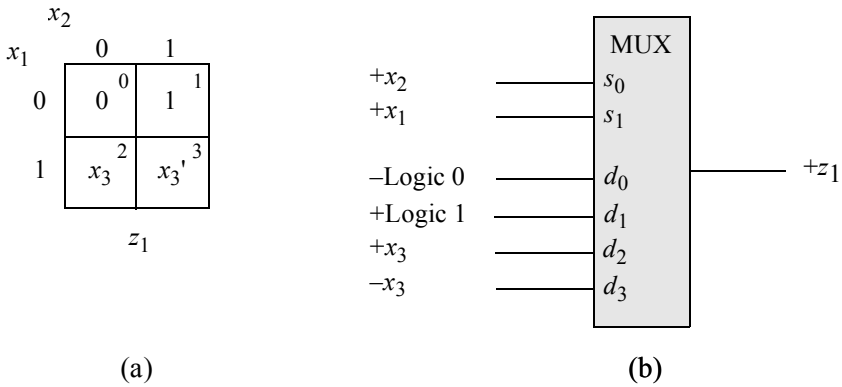 x₂
x₁ 0 1
0 0 ⁰ 1 ¹
1 x₃ ² x₃' ³
z₁
(a)
MUX
+x₂ s₀
+x₁ s₁
–Logic 0 d₀
+Logic 1 d₁
+x₃ d₂
–x₃ d₃
+z₁
(b)